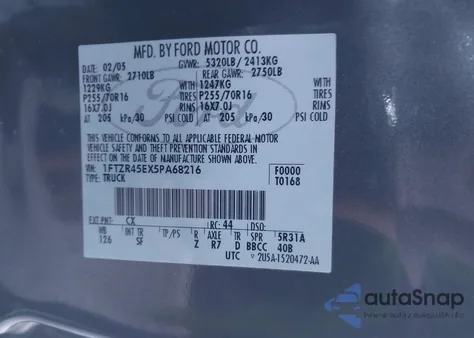 MFD. BY FORD MOTOR CO.
DATE: 02/05 GVWR: 5320LB/ 2413KG
FRONT GAWR: 2710LB REAR GAWR: 2750LB
1229KG 1247KG
P255/70R16 TIRES P255/70R16 TIRES
16X7.0J RIMS 16X7.0J RIMS
AT 205 kPa/30 PSI COLD AT 205 kPa/30 PSI COLD
THIS VEHICLE CONFORMS TO ALL APPLICABLE FEDERAL MOTOR
VEHICLE SAFETY AND THEFT PREVENTION STANDARDS IN EFFECT
ON THE DATE OF MANUFACTURE SHOWN ABOVE.
VIN: 1FTZR45EX5PA68216 F0000
TYPE: TRUCK T0168
Ford
EXT PNT: CX RC: 44 DSO:
WB INT TR TP/PS R AXLE TR SPR 5R31A
126 SF Z R7 D BBCC 40B
UTC 2U5A-1520472-AA
autoSnap